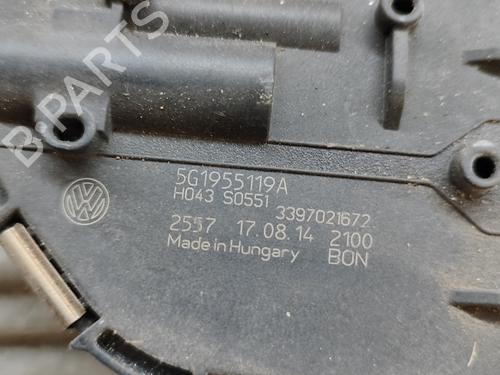 B-PARTS
5G1955119A
H043 S0551
3397021672
2557 17.08.14 2100
Made in Hungary BON